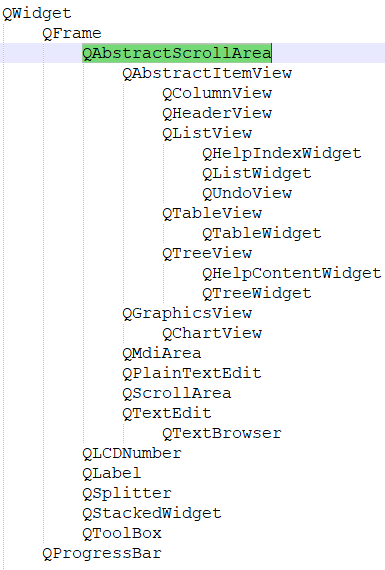 QWidget
QFrame
QAbstractScrollArea
QAbstractItemView
QColumnView
QHeaderView
QListView
QHelpIndexWidget
QListWidget
QUndoView
QTableView
QTableWidget
QTreeView
QHelpContentWidget
QTreeWidget
QGraphicsView
QChartView
QMdiArea
QPlainTextEdit
QScrollArea
QTextEdit
QTextBrowser
QLCDNumber
QLabel
QSplitter
QStackedWidget
QToolBox
QProgressBar